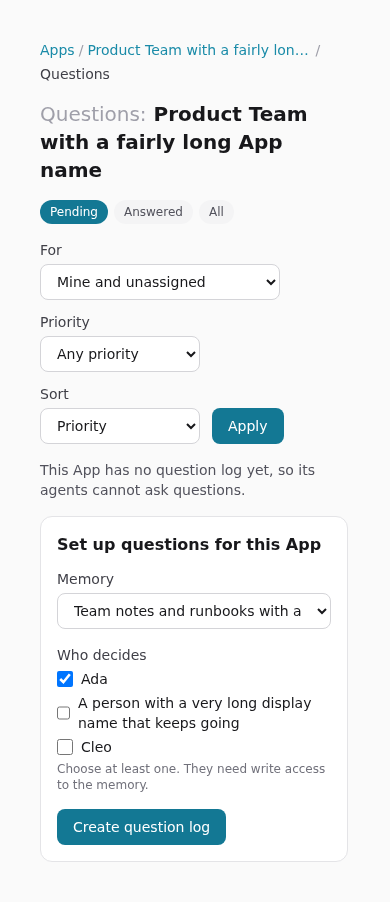 Apps / Product Team with a fairly lon… /
Questions
Questions: Product Team
with a fairly long App
name
Pending Answered All
For
Mine and unassigned
Priority
Any priority
Sort
Priority Apply
This App has no question log yet, so its
agents cannot ask questions.
Set up questions for this App
Memory
Team notes and runbooks with a
Who decides
Ada
A person with a very long display
name that keeps going
Cleo
Choose at least one. They need write access
to the memory.
Create question log